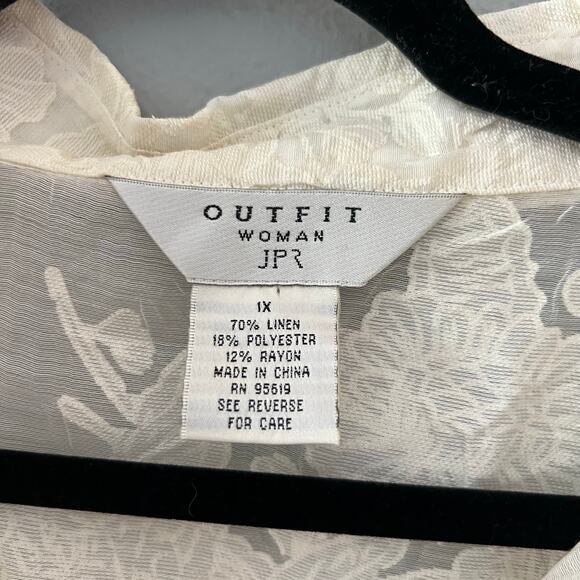 OUTFIT
WOMAN
JPR
1X
70% LINEN
18% POLYESTER
12% RAYON
MADE IN CHINA
RN 95619
SEE REVERSE
FOR CARE